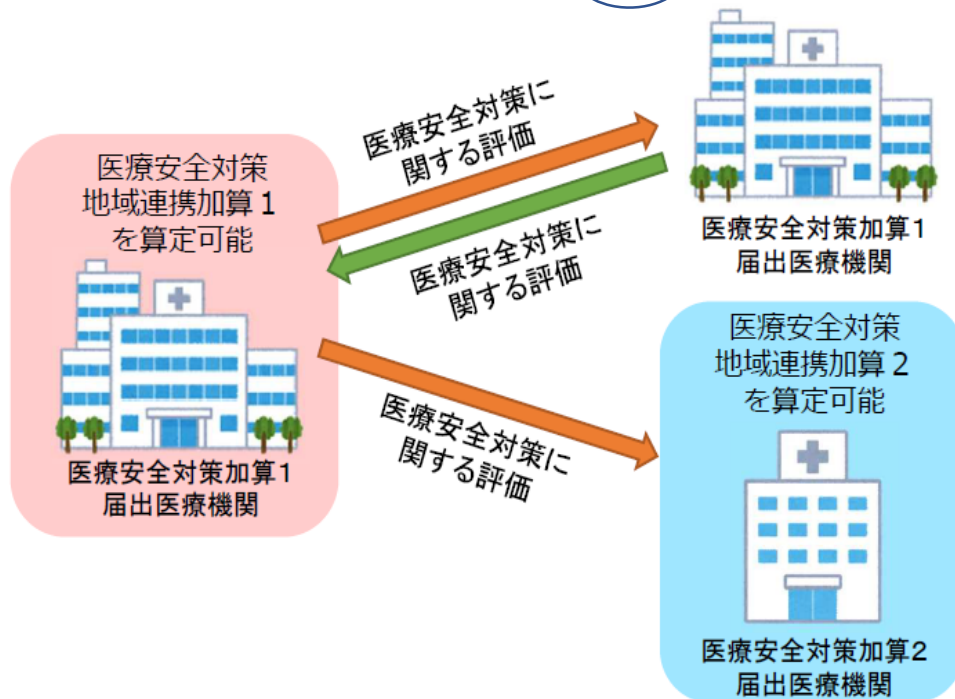 医療安全対策
地域連携加算１
を算定可能
医療安全対策加算1
届出医療機関
医療安全対策に
関する評価
医療安全対策に
関する評価
医療安全対策に
関する評価
医療安全対策加算1
届出医療機関
医療安全対策
地域連携加算２
を算定可能
医療安全対策加算2
届出医療機関